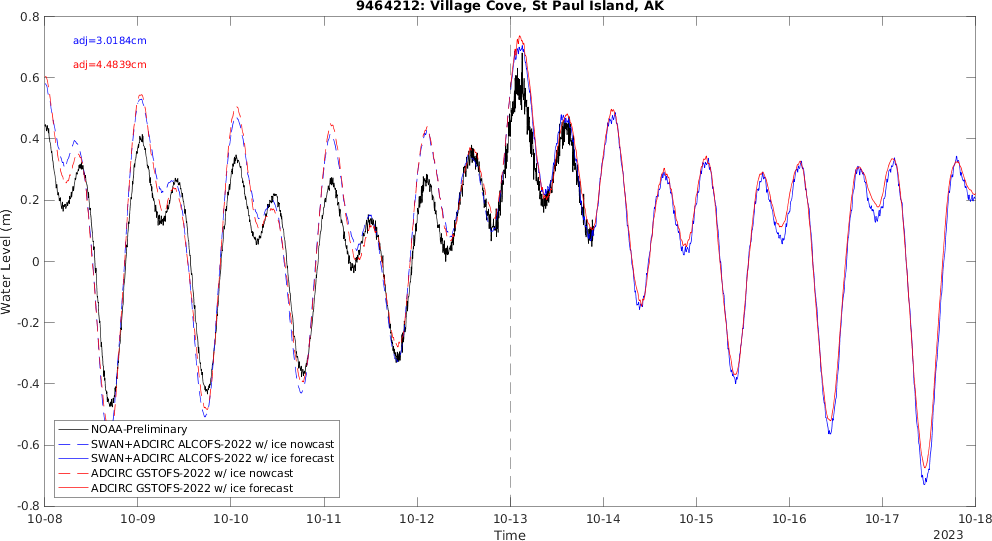 9464212: Village Cove, St Paul Island, AK
adj=3.0184cm
adj=4.4839cm
Water Level (m)
0.8
0.6
0.4
0.2
0
-0.2
-0.4
-0.6
-0.8
NOAA-Preliminary
SWAN+ADCIRC ALCOFS-2022 w/ ice nowcast
SWAN+ADCIRC ALCOFS-2022 w/ ice forecast
ADCIRC GSTOFS-2022 w/ ice nowcast
ADCIRC GSTOFS-2022 w/ ice forecast
10-08 10-09 10-10 10-11 10-12 10-13 10-14 10-15 10-16 10-17 10-18
Time
2023